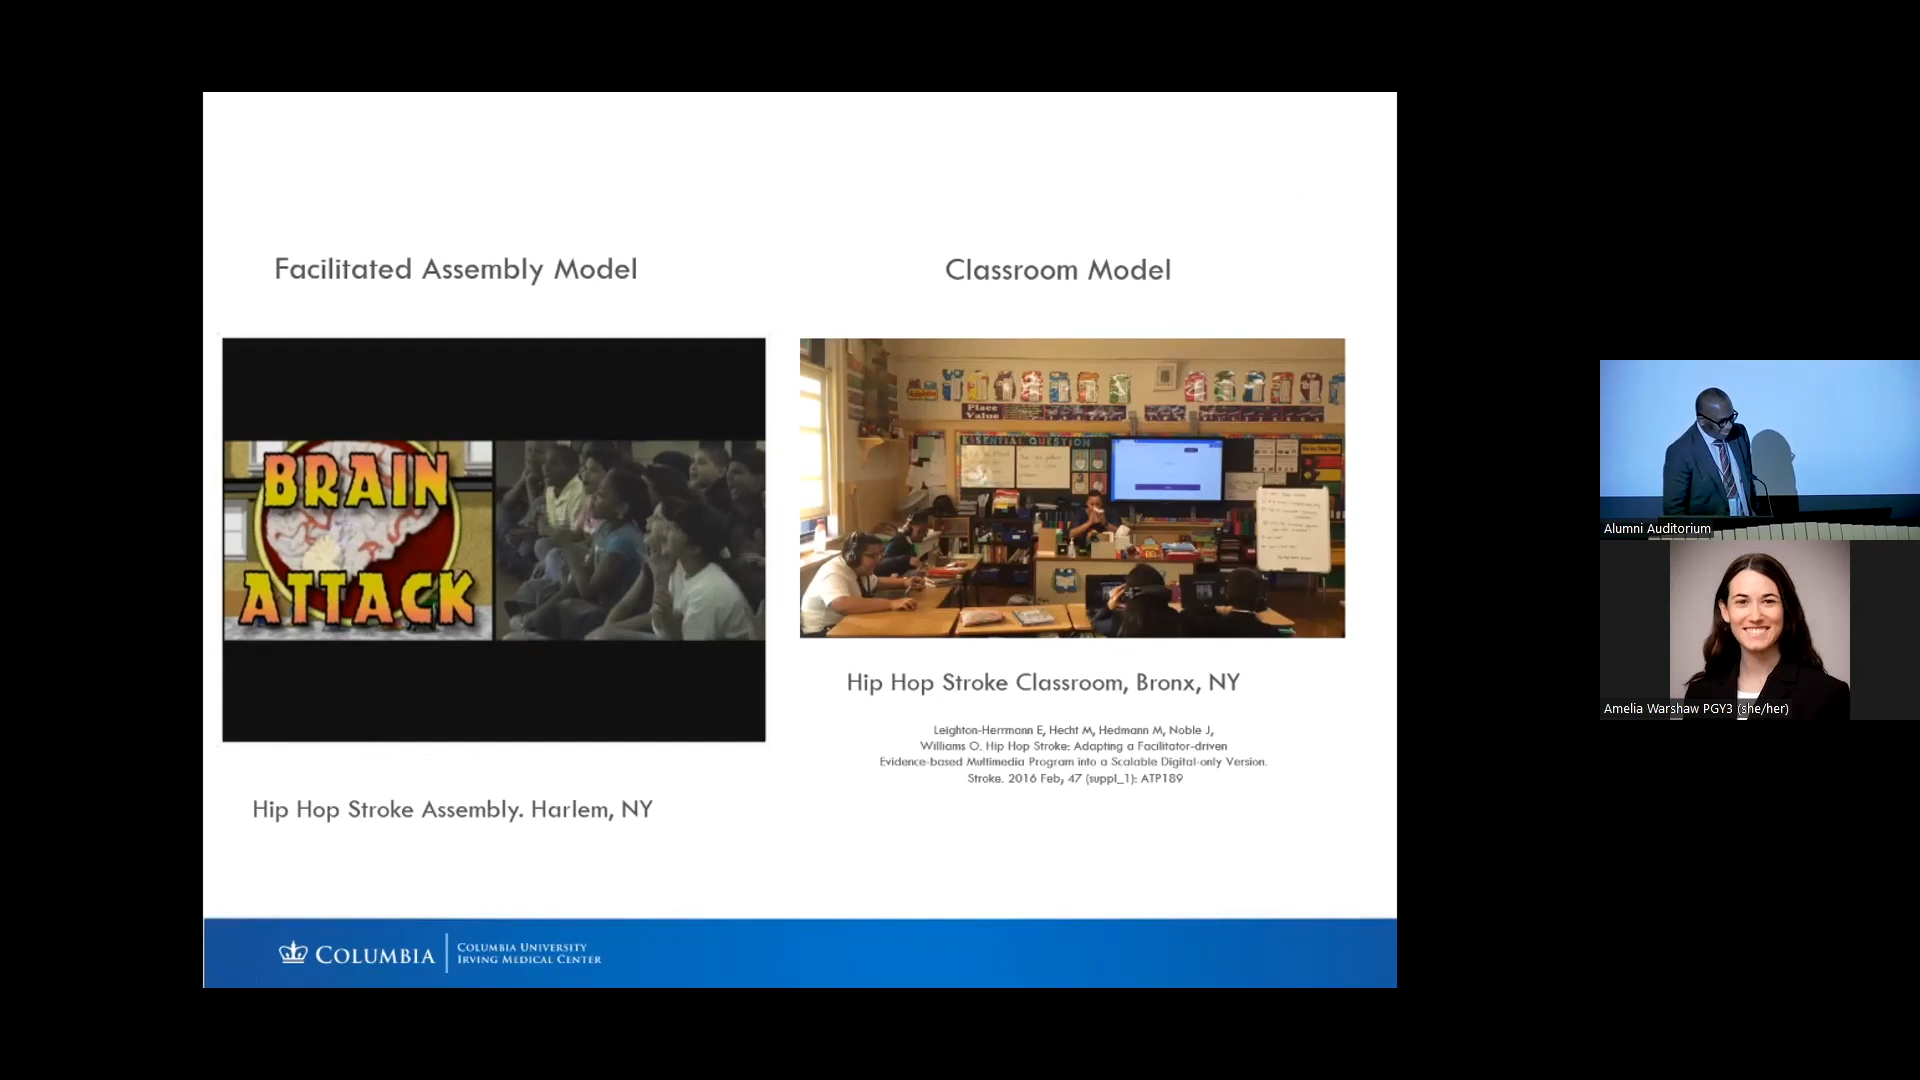 Facilitated Assembly Model
Classroom Model
BRAIN
ATTACK
Place
Value
ESSENTIAL QUESTION
Hip Hop Stroke Classroom, Bronx, NY
Leighton-Herrmann E, Hecht M, Hedmann M, Noble J,
Williams O. Hip Hop Stroke: Adapting a Facilitator-driven
Evidence-based Multimedia Program into a Scalable Digital-only Version.
Stroke. 2016 Feb; 47 (suppl_1): ATP189
Hip Hop Stroke Assembly. Harlem, NY
COLUMBIA
COLUMBIA UNIVERSITY
IRVING MEDICAL CENTER
Alumni Auditorium
Amelia Warshaw PGY3 (she/her)